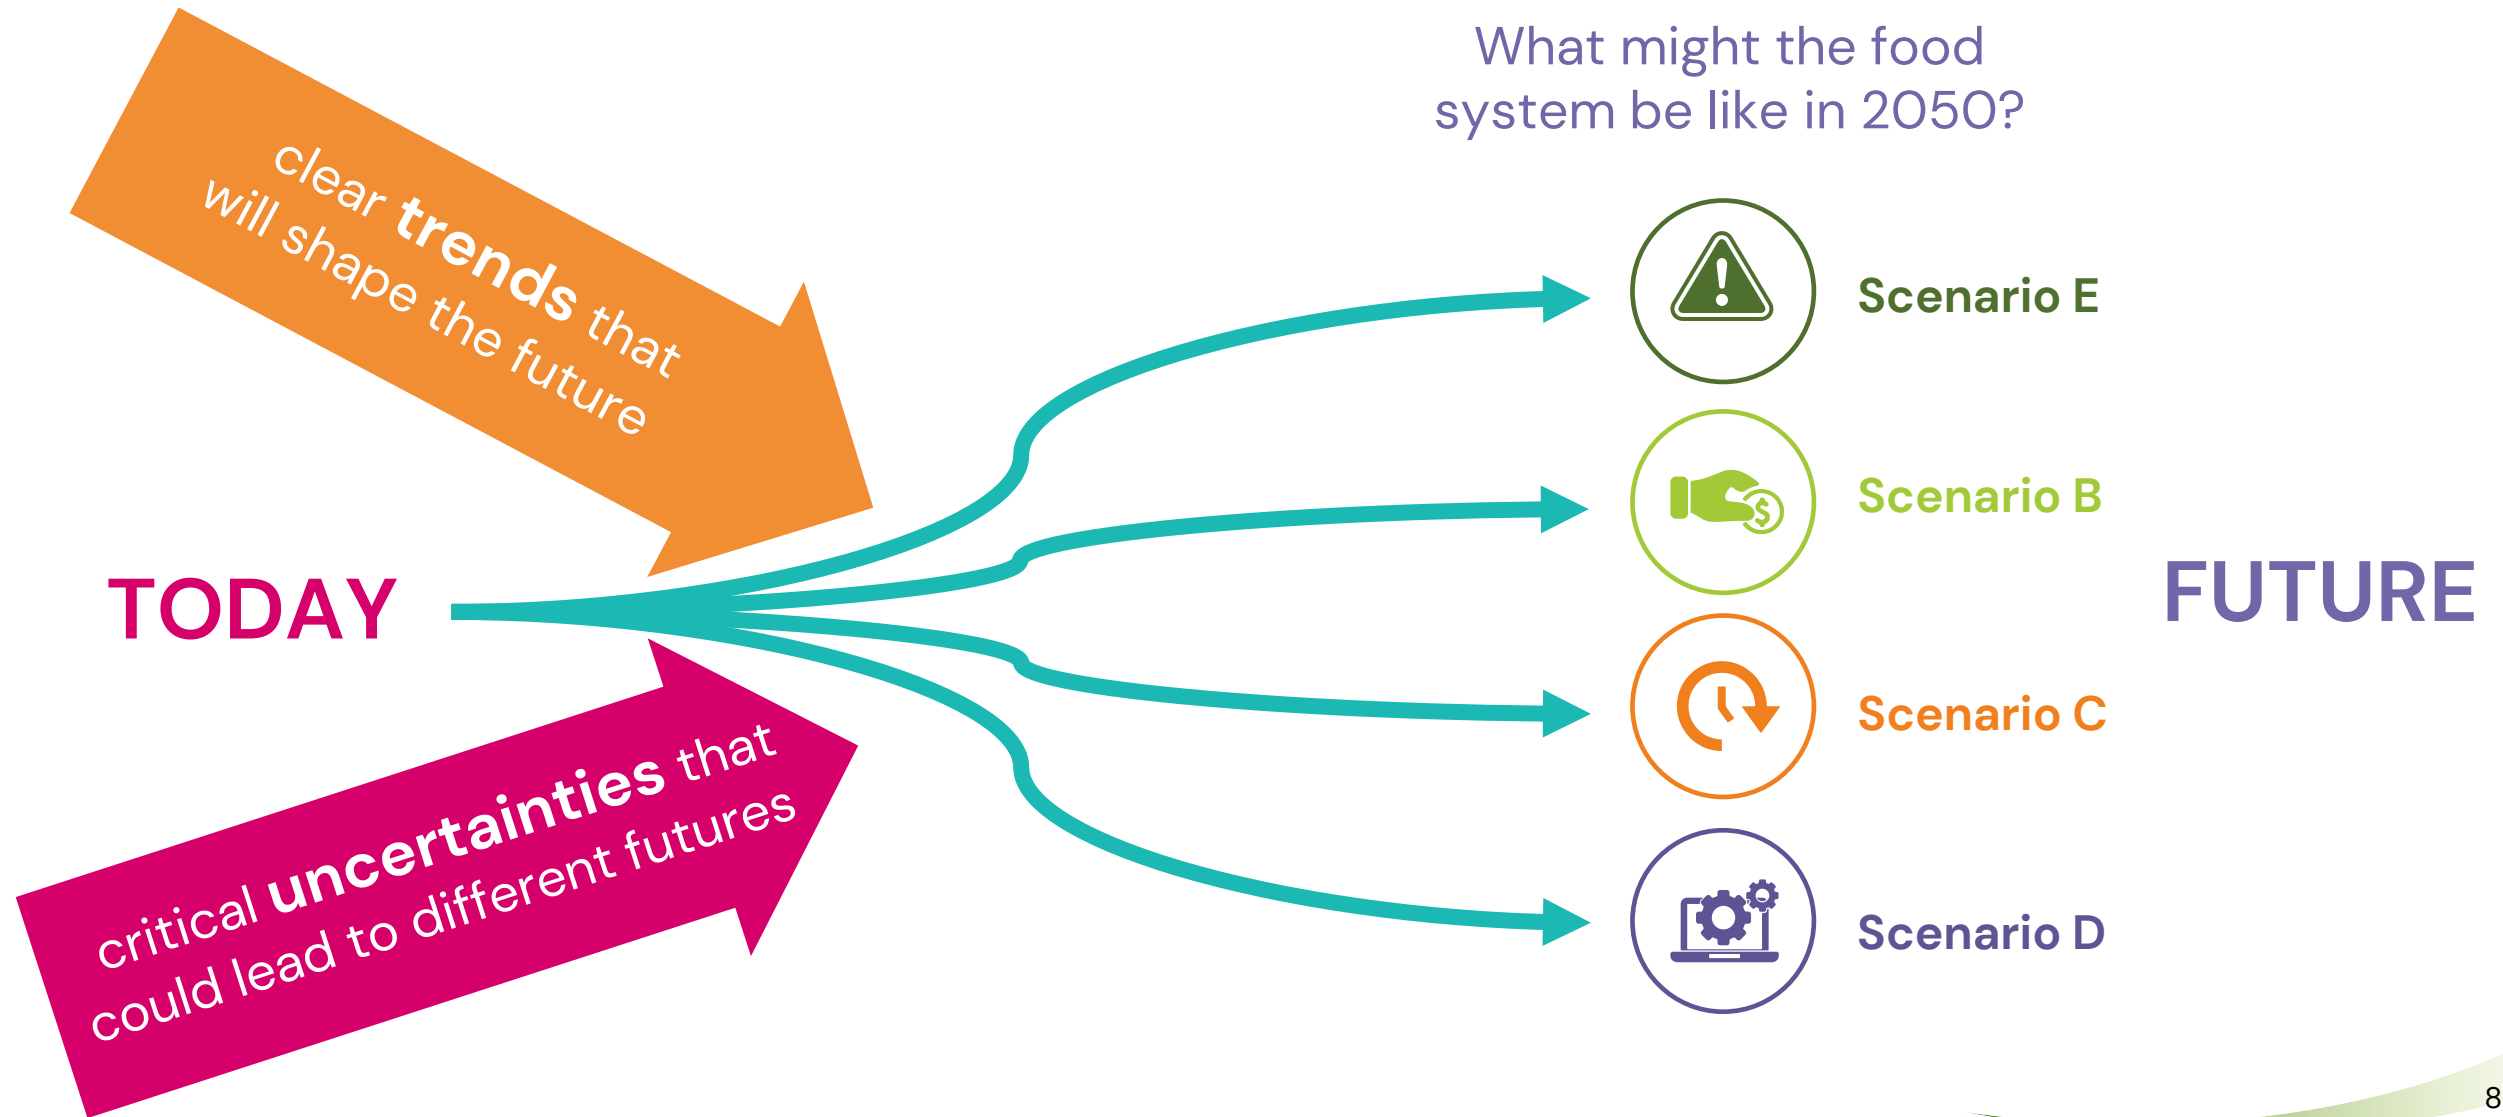 What might the food
system be like in 2050?
clear trends that
will shape the future
Scenario E
Scenario B
TODAY
FUTURE
Scenario C
critical uncertainties that
could lead to different futures
Scenario D
8